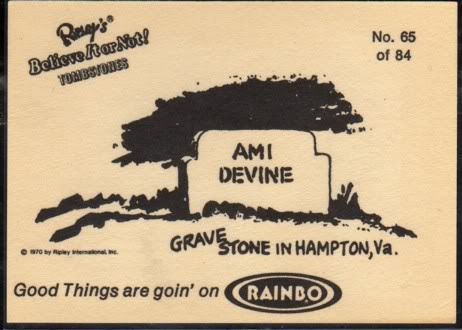 Ripley's®
Believe It or Not!
TOMBSTONES
No. 65
of 84
AMI
DEVINE
© 1970 by Ripley International, Inc.
GRAVE STONE IN HAMPTON, Va.
Good Things are goin' on RAINBO